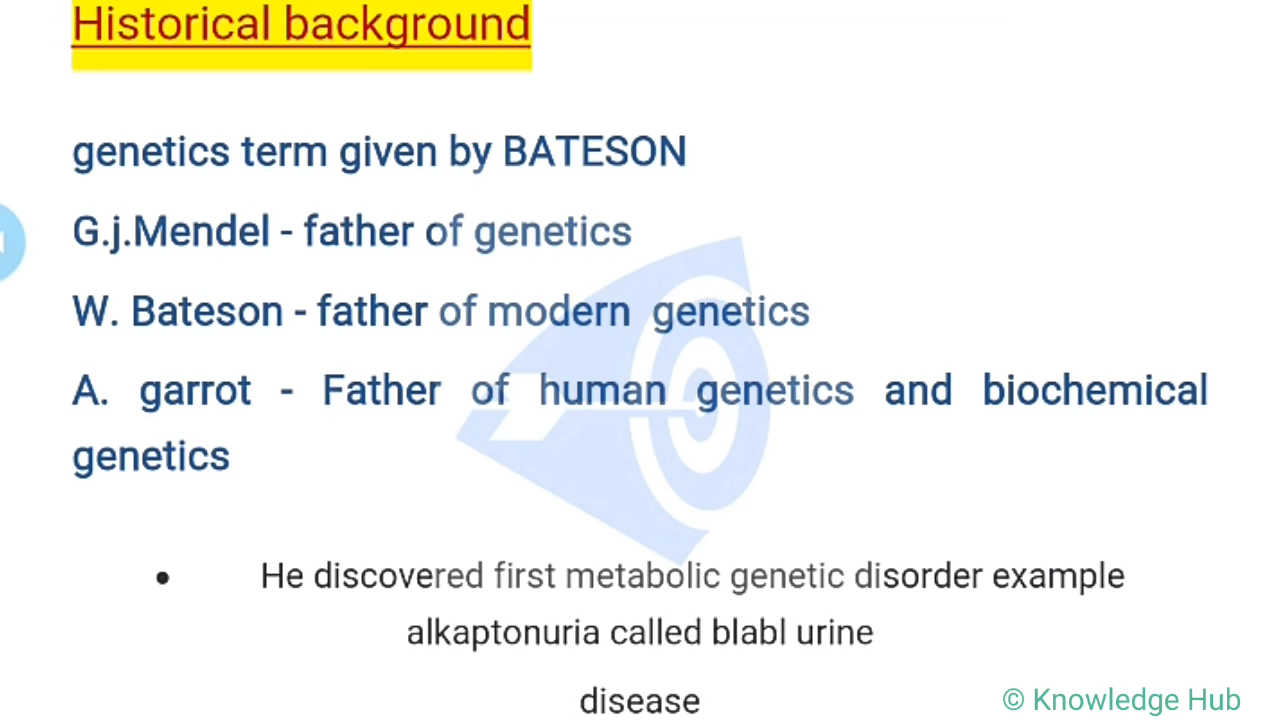 Historical background
genetics term given by BATESON
G.j.Mendel - father of genetics
W. Bateson - father of modern genetics
A. garrot - Father of human genetics and biochemical
genetics
• He discovered first metabolic genetic disorder example
alkaptonuria called blabl urine
disease
© Knowledge Hub